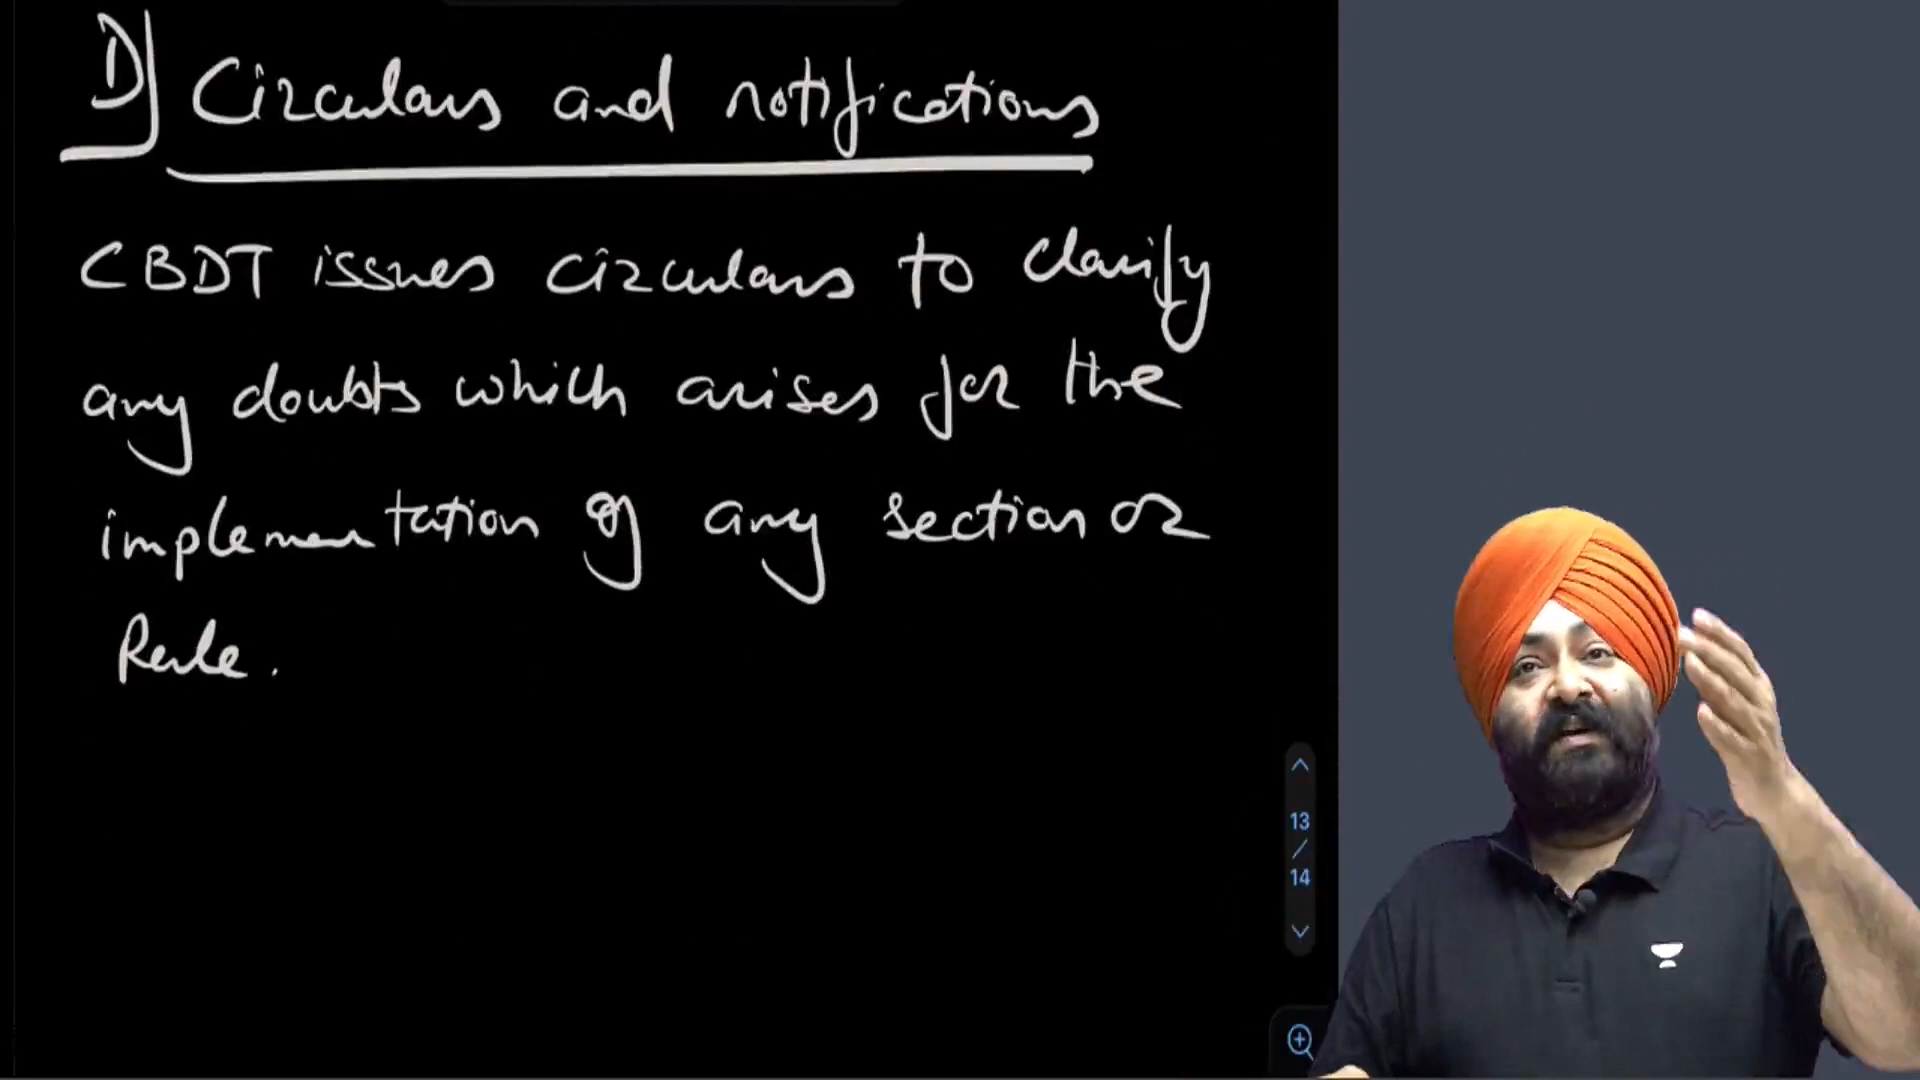 D) Circulars and notifications
CBDT issues circulars to clarify
any doubts which arises for the
implementation of any section or
Rule.
13
/
14